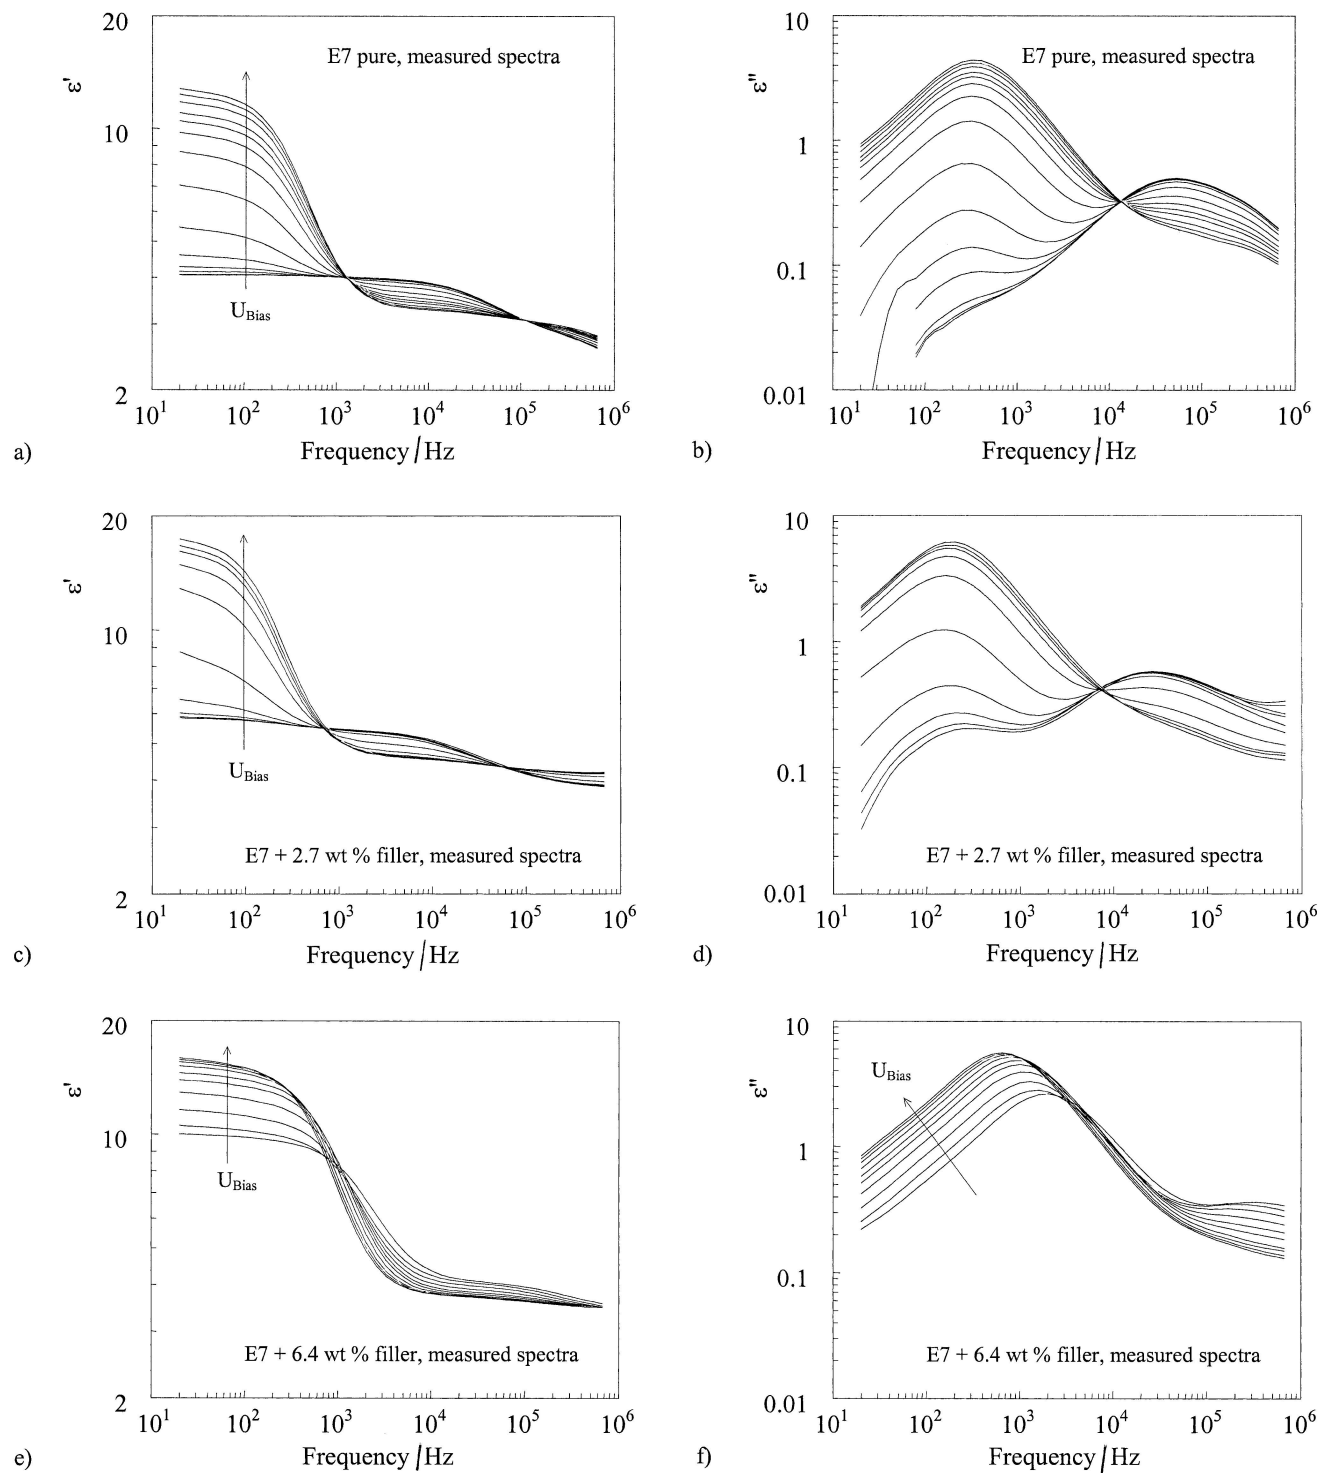 20
10
2
ε'
E7 pure, measured spectra
U_Bias
10^1 10^2 10^3 10^4 10^5 10^6
Frequency/Hz
a)
10
1
0.1
0.01
ε''
E7 pure, measured spectra
10^1 10^2 10^3 10^4 10^5 10^6
Frequency/Hz
b)
20
10
2
ε'
U_Bias
E7 + 2.7 wt % filler, measured spectra
10^1 10^2 10^3 10^4 10^5 10^6
Frequency/Hz
c)
10
1
0.1
0.01
ε''
E7 + 2.7 wt % filler, measured spectra
10^1 10^2 10^3 10^4 10^5 10^6
Frequency/Hz
d)
20
10
2
ε'
U_Bias
E7 + 6.4 wt % filler, measured spectra
10^1 10^2 10^3 10^4 10^5 10^6
Frequency/Hz
e)
10
1
0.1
0.01
ε''
U_Bias
E7 + 6.4 wt % filler, measured spectra
10^1 10^2 10^3 10^4 10^5 10^6
Frequency/Hz
f)